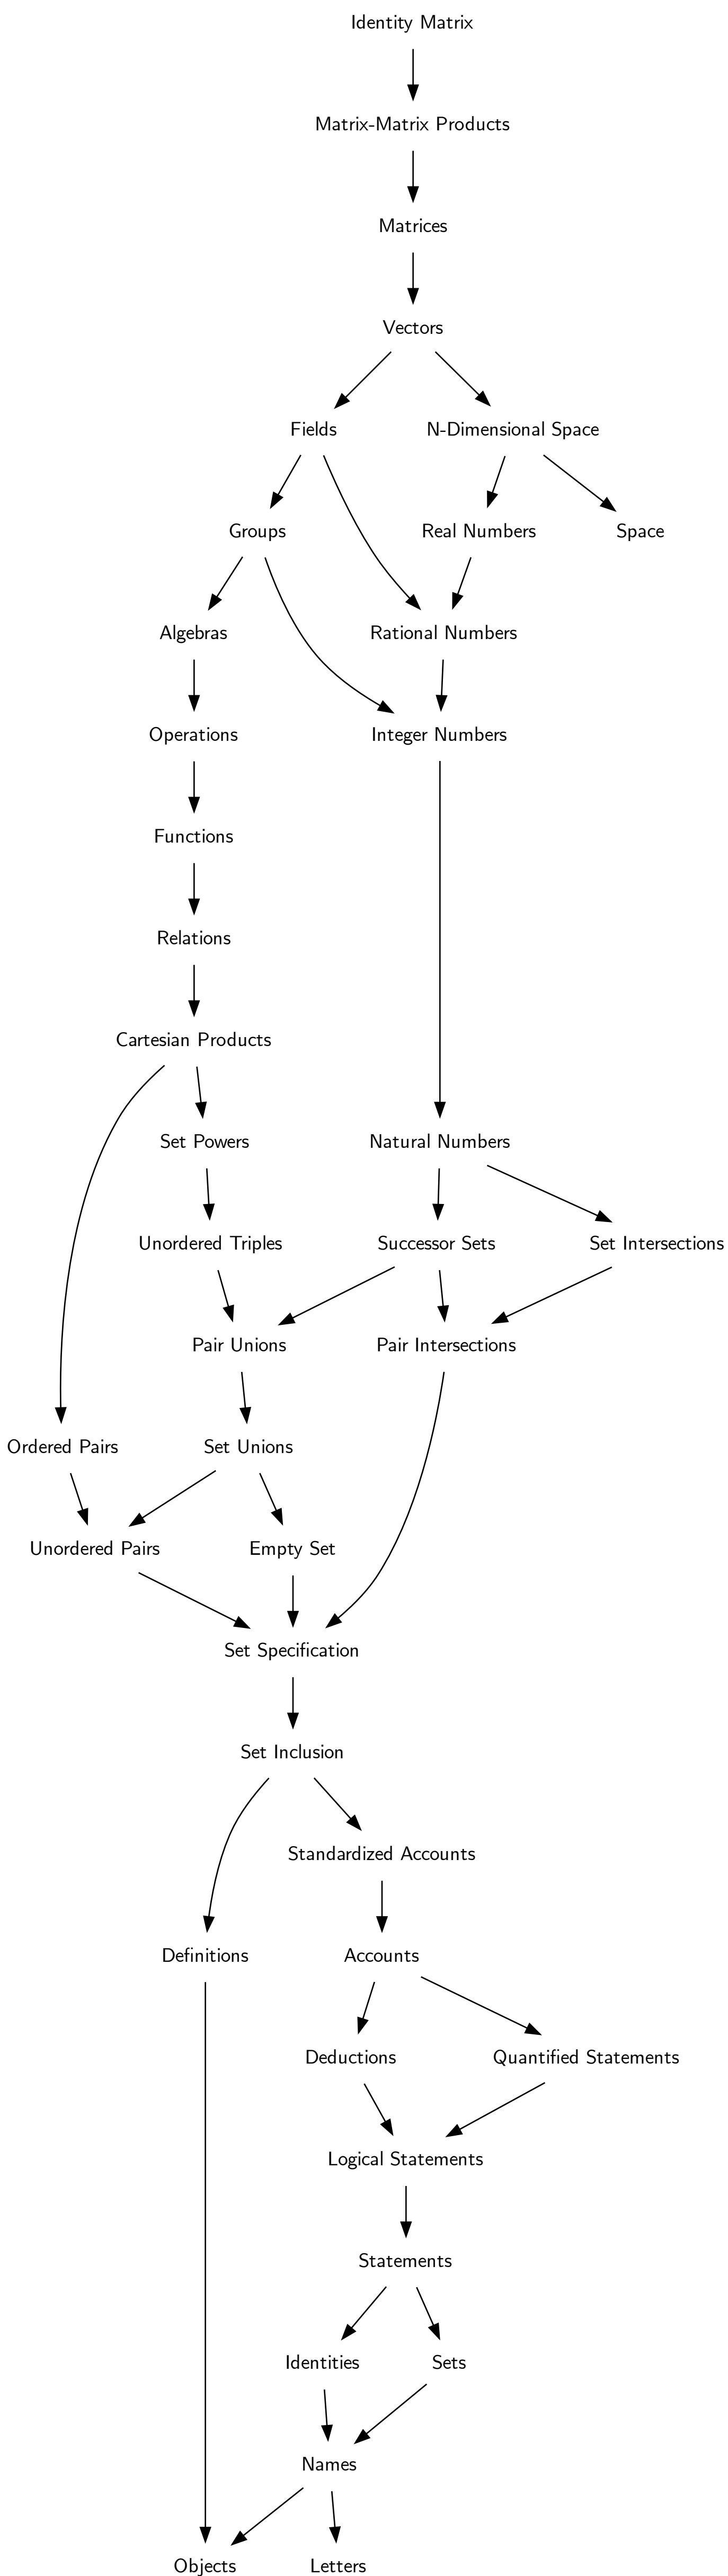 Identity Matrix
Matrix-Matrix Products
Matrices
Vectors
Fields
N-Dimensional Space
Groups
Real Numbers
Space
Algebras
Rational Numbers
Operations
Integer Numbers
Functions
Relations
Cartesian Products
Set Powers
Natural Numbers
Unordered Triples
Successor Sets
Set Intersections
Pair Unions
Pair Intersections
Ordered Pairs
Set Unions
Unordered Pairs
Empty Set
Set Specification
Set Inclusion
Standardized Accounts
Definitions
Accounts
Deductions
Quantified Statements
Logical Statements
Statements
Identities
Sets
Names
Objects
Letters